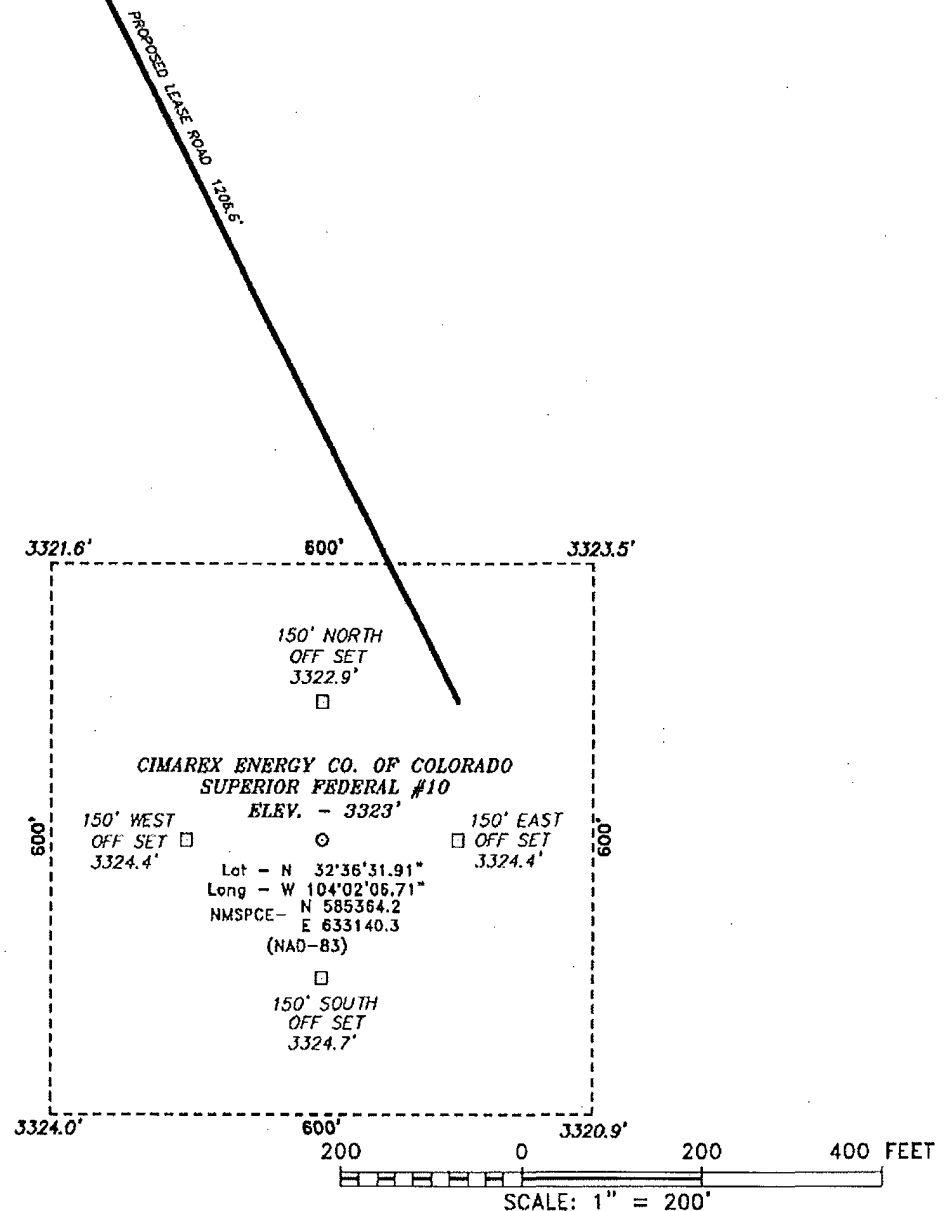 PROPOSED LEASE ROAD 1206.6'
3321.6' 600' 3323.5'
150' NORTH
OFF SET
3322.9'
CIMAREX ENERGY CO. OF COLORADO
SUPERIOR FEDERAL #10
ELEV. - 3323'
600'
150' WEST
OFF SET
3324.4'
150' EAST
OFF SET
3324.4'
600'
Lat - N 32°36'31.91"
Long - W 104°02'06.71"
NMSPCE- N 585364.2
E 633140.3
(NAD-83)
150' SOUTH
OFF SET
3324.7'
3324.0' 600' 3320.9'
200 0 200 400 FEET
SCALE: 1" = 200'